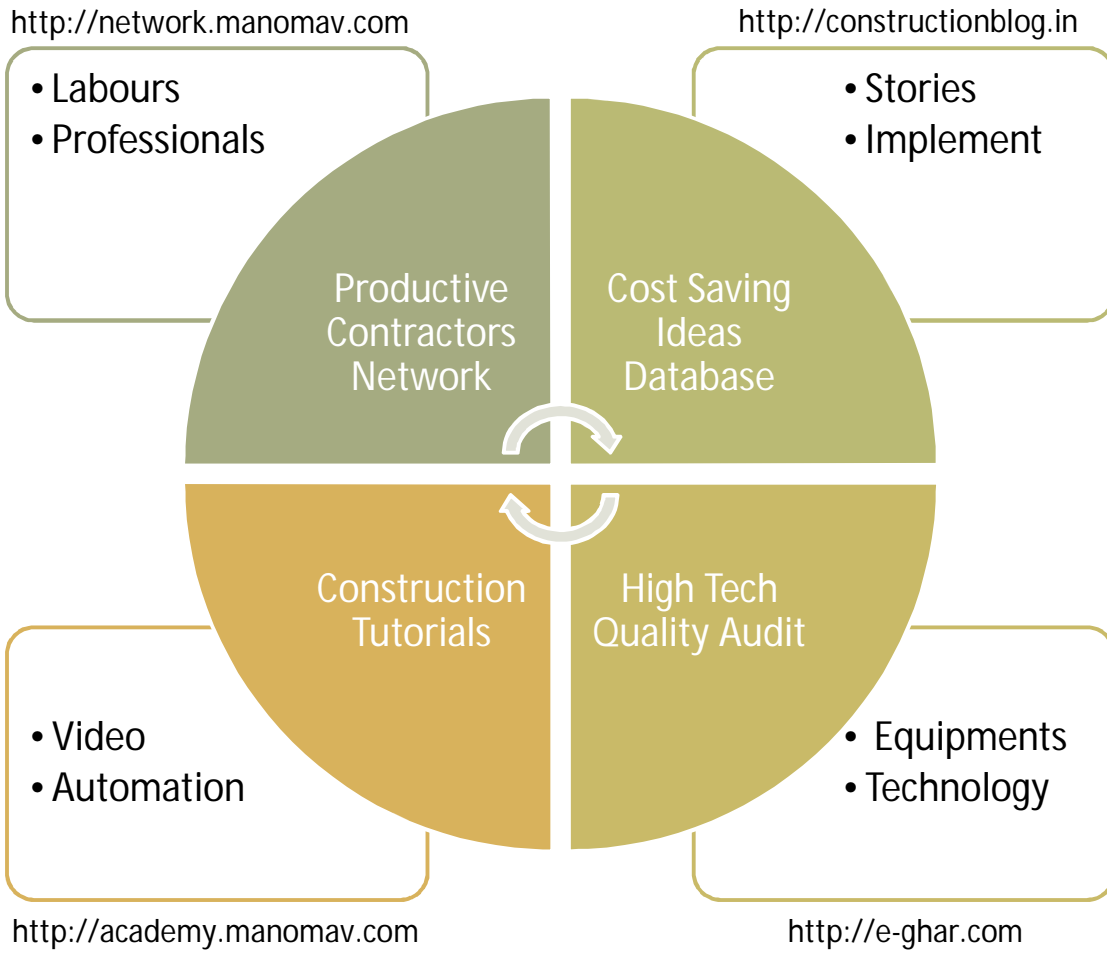 http://network.manomav.com
http://constructionblog.in
• Labours
• Professionals
• Stories
• Implement
Productive
Contractors
Network
Cost Saving
Ideas
Database
Construction
Tutorials
High Tech
Quality Audit
• Video
• Automation
• Equipments
• Technology
http://academy.manomav.com
http://e-ghar.com